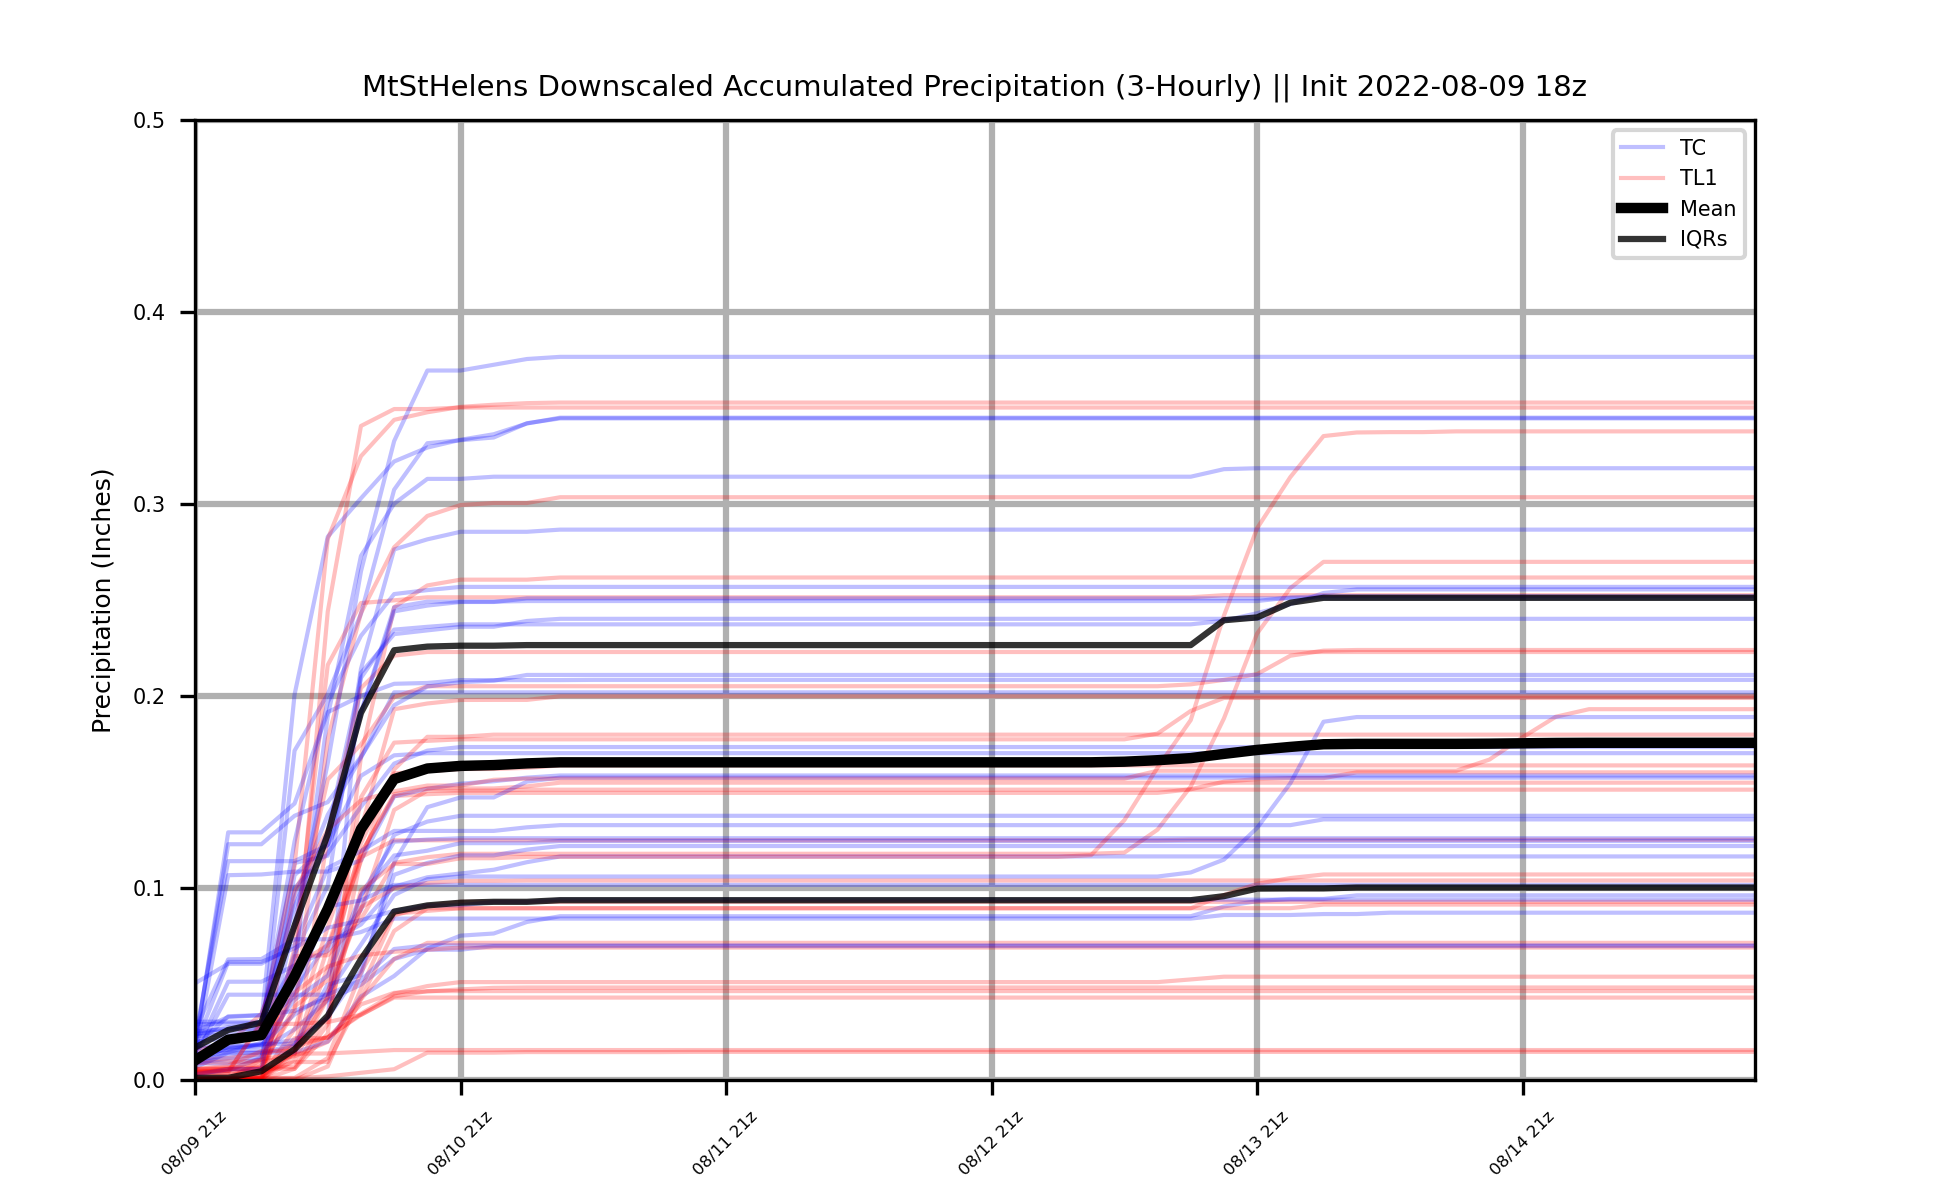 MtStHelens Downscaled Accumulated Precipitation (3-Hourly) || Init 2022-08-09 18z
Precipitation (Inches)
0.5
0.4
0.3
0.2
0.1
0.0
TC
TL1
Mean
IQRs
08/09 21z
08/10 21z
08/11 21z
08/12 21z
08/13 21z
08/14 21z